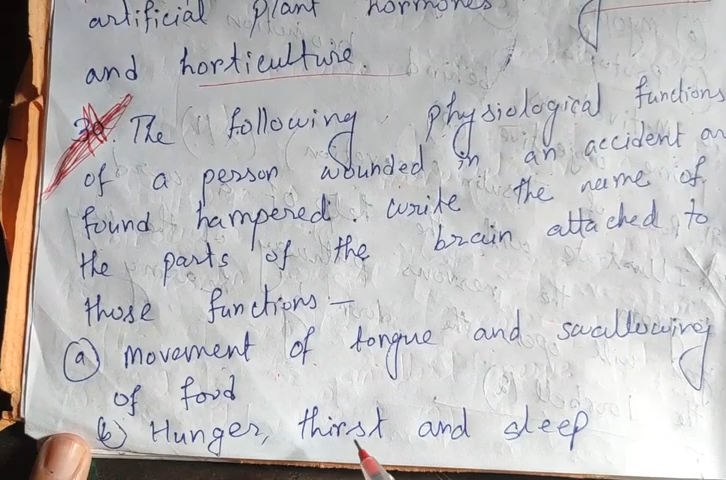 artificial plant hormones
and horticulture.
30. The following physiological functions
of a person wounded in an accident ar
found hampered. Write the name of
the parts of the brain attached to
those functions —
(a) movement of tongue and swallowing
of food
(b) Hunger, thirst and sleep